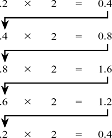 .2 × 2 = 0.4
.4 × 2 = 0.8
.8 × 2 = 1.6
.6 × 2 = 1.2
.2 × 2 = 0.4